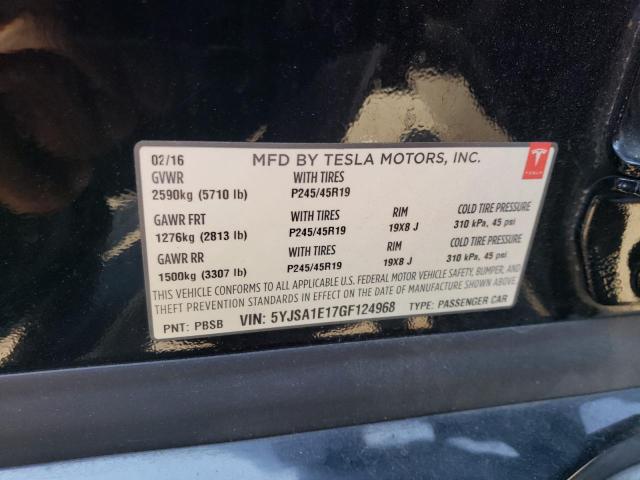 02/16 MFD BY TESLA MOTORS, INC.
GVWR WITH TIRES
2590kg (5710 lb) P245/45R19
GAWR FRT WITH TIRES RIM COLD TIRE PRESSURE
1276kg (2813 lb) P245/45R19 19X8 J 310 kPa, 45 psi
GAWR RR WITH TIRES RIM COLD TIRE PRESSURE
1500kg (3307 lb) P245/45R19 19X8 J 310 kPa, 45 psi
THIS VEHICLE CONFORMS TO ALL APPLICABLE U.S. FEDERAL MOTOR VEHICLE SAFETY, BUMPER, AND
THEFT PREVENTION STANDARDS IN EFFECT ON THE DATE OF MANUFACTURE SHOWN ABOVE.
PNT: PBSB VIN: 5YJSA1E17GF124968 TYPE: PASSENGER CAR
TESLA